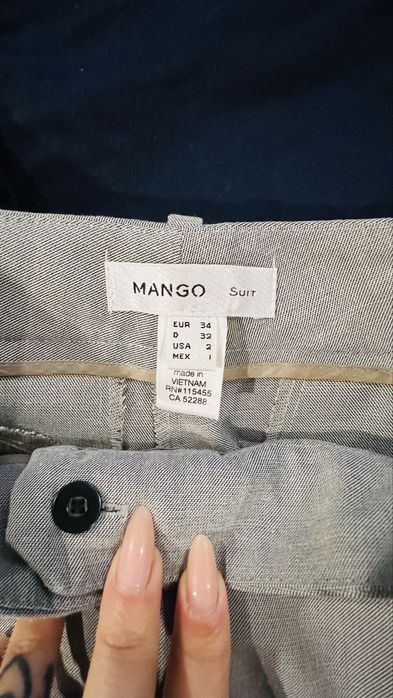 MANGO SUIT
EUR 34
D 32
USA 2
MEX 1
made in
VIETNAM
RN#115455
CA 52288